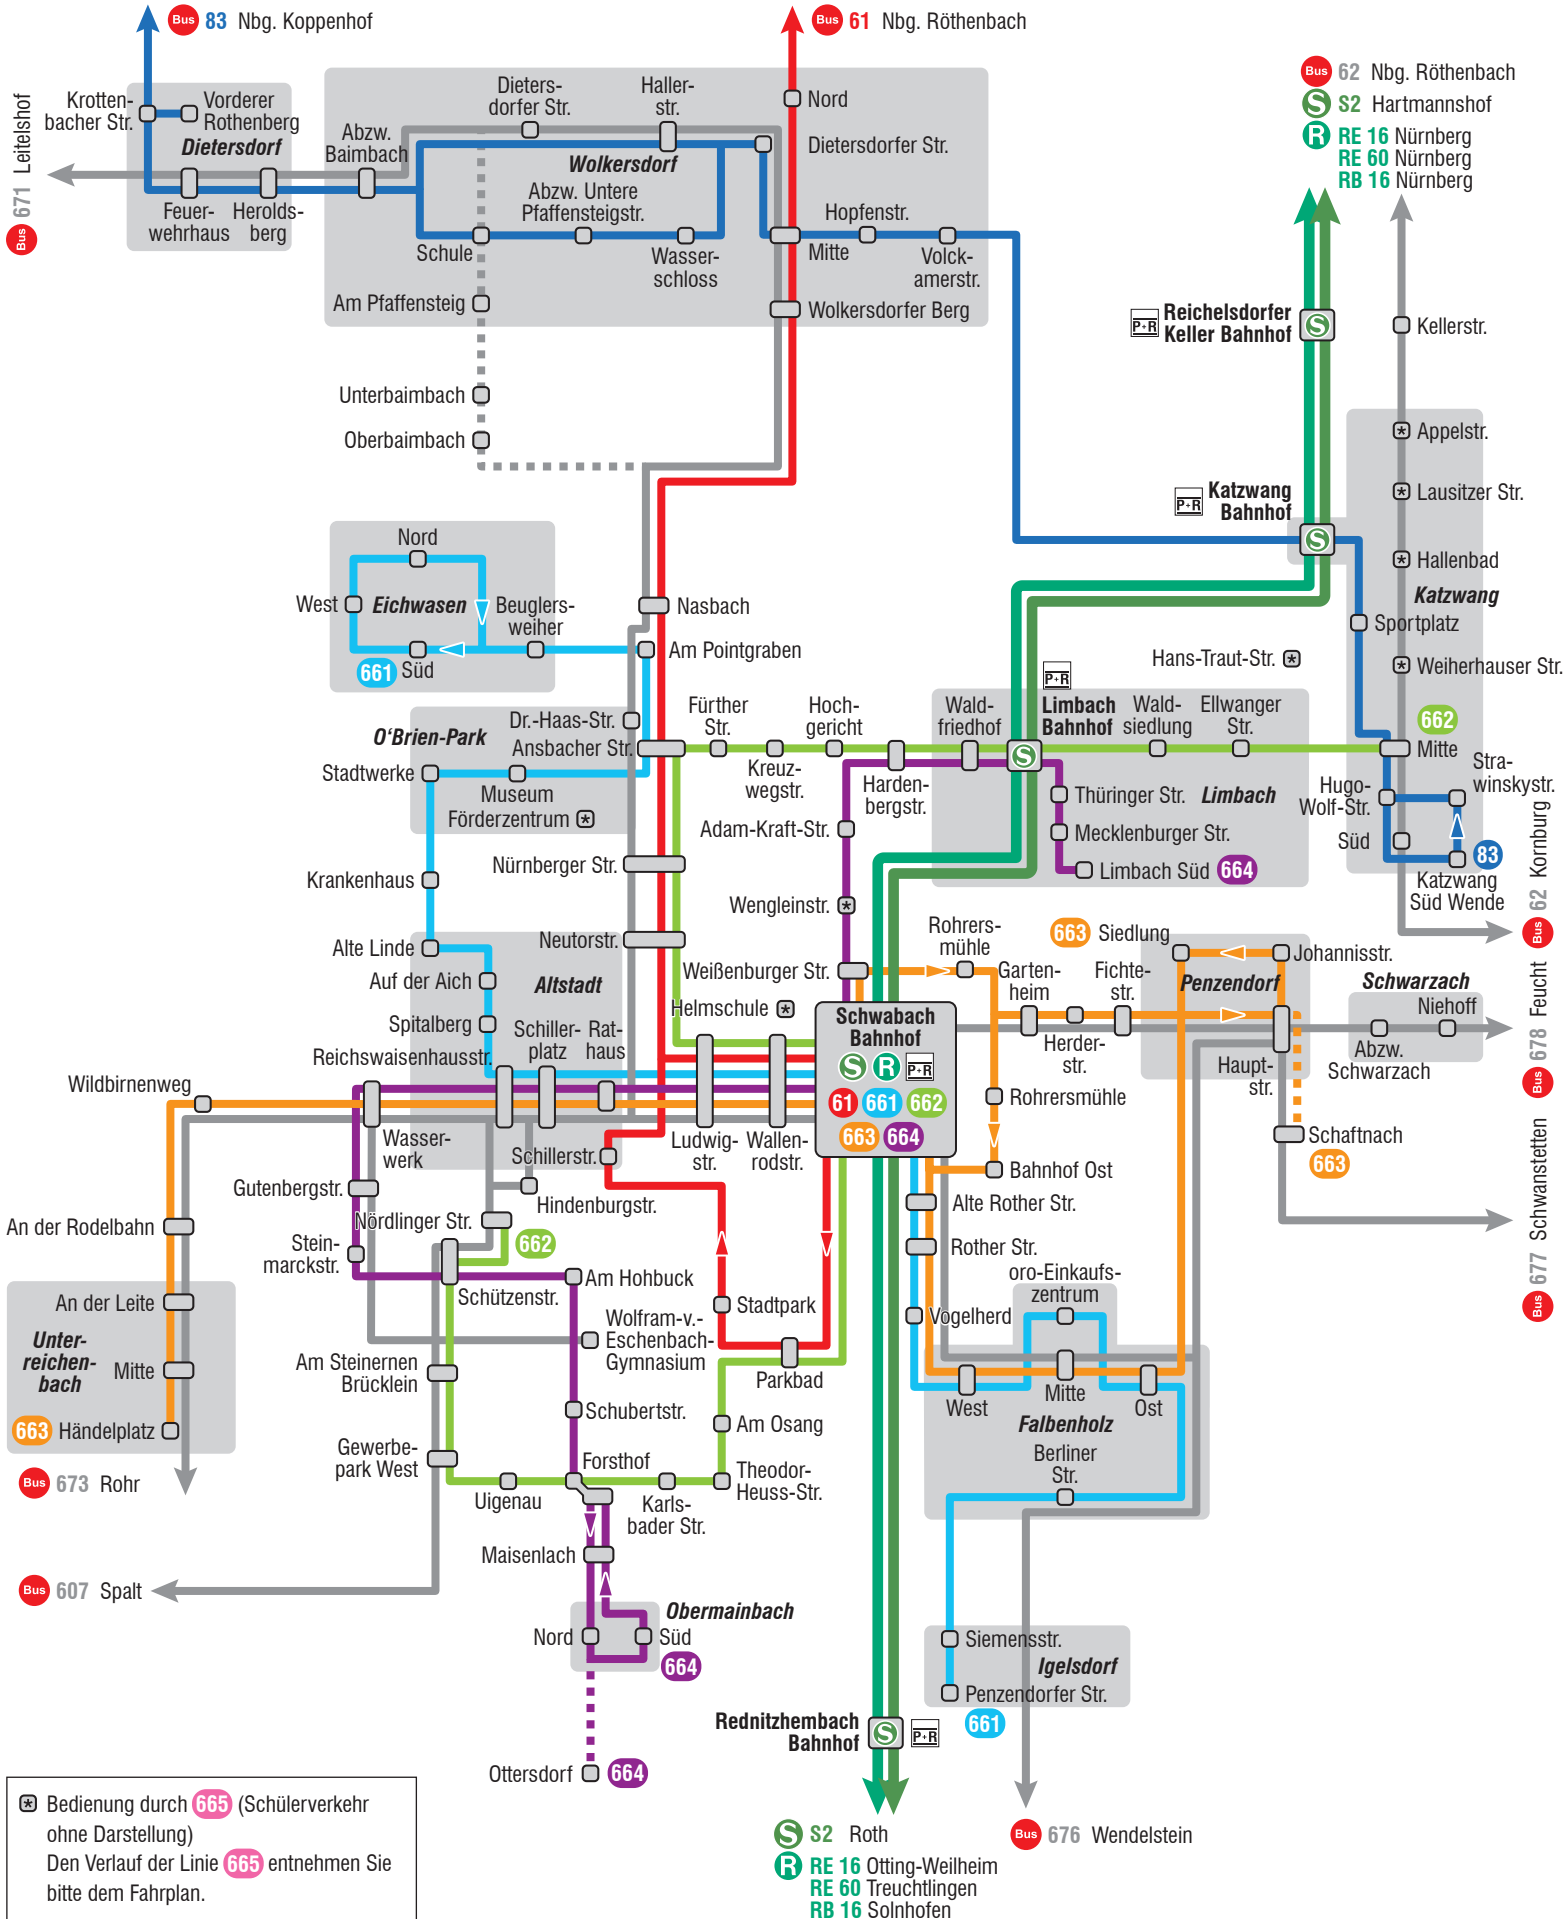 Bus 83 Nbg. Koppenhof
Bus 61 Nbg. Röthenbach
Bus 62 Nbg. Röthenbach
S S2 Hartmannshof
R RE 16 Nürnberg
RE 60 Nürnberg
RB 16 Nürnberg
Bus 671 Leitelshof
Krotten-
bacher Str.
Vorderer
Rothenberg
Dietersdorf
Feuer-
wehrhaus
Herolds-
berg
Abzw.
Baimbach
Dieters-
dorfer Str.
Haller-
str.
Nord
Dietersdorfer Str.
Wolkersdorf
Abzw. Untere
Pfaffensteigstr.
Schule
Wasser-
schloss
Hopfenstr.
Mitte
Volck-
amerstr.
Am Pfaffensteig
Wolkersdorfer Berg
Unterbaimbach
Oberbaimbach
P+R
Reichelsdorfer
Keller Bahnhof
S
Kellerstr.
Appelstr.
P+R
Katzwang
Bahnhof
S
Lausitzer Str.
Hallenbad
Katzwang
Sportplatz
Weiherhauser Str.
662
Mitte
Stra-
winskystr.
Hugo-
Wolf-Str.
Süd
83
Katzwang
Süd Wende
Bus 62 Kornburg
Nord
West
Eichwasen
Beuglers-
weiher
661 Süd
Nasbach
Am Pointgraben
Hans-Traut-Str.
P+R
Dr.-Haas-Str.
O'Brien-Park
Ansbacher Str.
Fürther
Str.
Hoch-
gericht
Wald-
friedhof
Limbach
Bahnhof
S
Wald-
siedlung
Ellwanger
Str.
Stadtwerke
Museum
Förderzentrum
Kreuz-
wegstr.
Harden-
bergstr.
Thüringer Str.
Limbach
Adam-Kraft-Str.
Mecklenburger Str.
Limbach Süd 664
Nürnberger Str.
Krankenhaus
Wengleinstr.
Alte Linde
Neutorstr.
Rohrers-
mühle
663 Siedlung
Johannisstr.
Auf der Aich
Altstadt
Weißenburger Str.
Garten-
heim
Fichte-
str.
Penzendorf
Schwarzach
Niehoff
Helmschule
Spitalberg
Schiller-
platz
Rat-
haus
Schwabach
Bahnhof
S R P+R
61 661 662
663 664
Herder-
str.
Haupt-
str.
Abzw.
Schwarzach
Bus 678 Feucht
Reichswaisenhausstr.
Wildbirnenweg
Rohrersmühle
Wasser-
werk
Schillerstr.
Ludwig-
str.
Wallen-
rodstr.
Schaftnach
663
Bahnhof Ost
Gutenbergstr.
Hindenburgstr.
Alte Rother Str.
Bus 677 Schwanstetten
An der Rodelbahn
Nördlinger Str.
662
Stein-
marckstr.
Rother Str.
oro-Einkaufs-
zentrum
Am Hohbuck
Schützenstr.
An der Leite
Stadtpark
Vogelherd
Unter-
reichen-
bach
Wolfram-v.-
Eschenbach-
Gymnasium
Mitte
Am Steinernen
Brücklein
Parkbad
West
Mitte
Ost
Schubertstr.
Am Osang
Falbenholz
663 Händelplatz
Gewerbe-
park West
Forsthof
Theodor-
Heuss-Str.
Berliner
Str.
Bus 673 Rohr
Uigenau
Karls-
bader Str.
Maisenlach
Bus 607 Spalt
Obermainbach
Nord
Süd
664
Siemensstr.
Igelsdorf
Penzendorfer Str.
661
Rednitzhembach
Bahnhof
S P+R
Ottersdorf 664
* Bedienung durch 665 (Schülerverkehr
ohne Darstellung)
Den Verlauf der Linie 665 entnehmen Sie
bitte dem Fahrplan.
S S2 Roth
R RE 16 Otting-Weilheim
RE 60 Treuchtlingen
RB 16 Solnhofen
Bus 676 Wendelstein